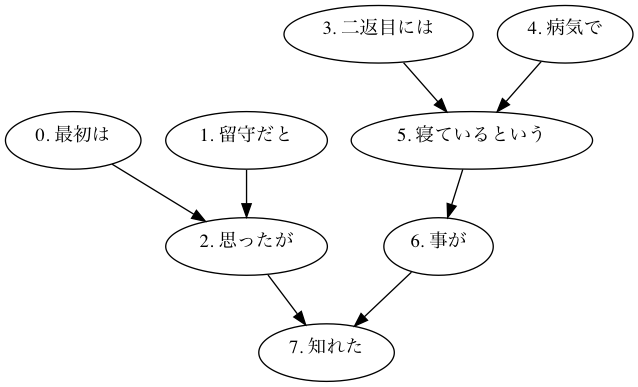 3. 二返目には
4. 病気で
0. 最初は
1. 留守だと
5. 寝ているという
2. 思ったが
6. 事が
7. 知れた